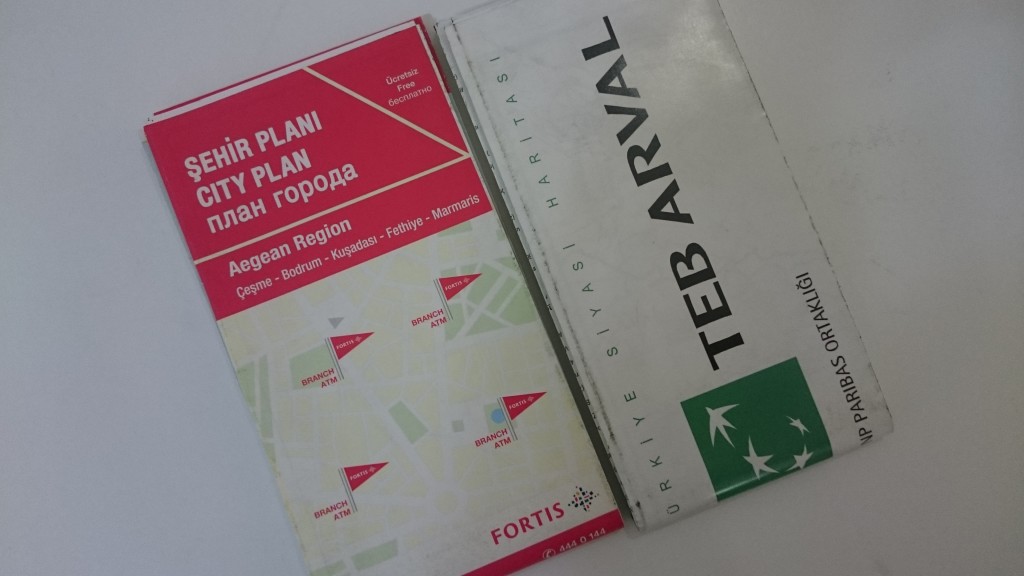 Ücretsiz
Free
бесплатно
ŞEHİR PLANI
CITY PLAN
план города
Aegean Region
Çeşme - Bodrum - Kuşadası - Fethiye - Marmaris
FORTIS
BRANCH
ATM
FORTIS
BRANCH
ATM
FORTIS
BRANCH
ATM
FORTIS
BRANCH
ATM
FORTIS
444 0 144
ÜRKİYE SİYASİ HARİTASI
TEB ARVAL
NP PARIBAS ORTAKLIĞI